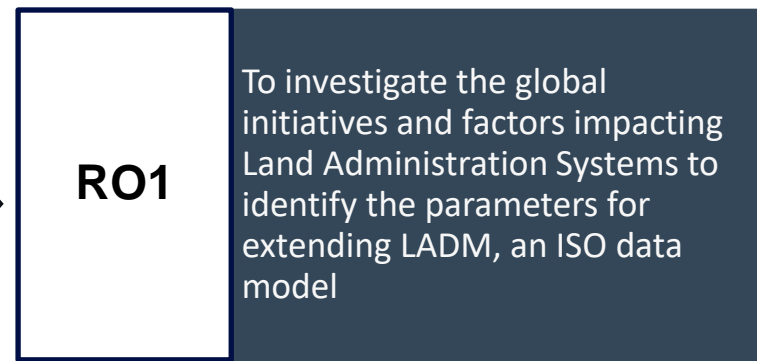 RO1
To investigate the global
initiatives and factors impacting
Land Administration Systems to
identify the parameters for
extending LADM, an ISO data
model